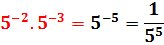 5⁻².5⁻³ = 5⁻⁵ = 1/5⁵